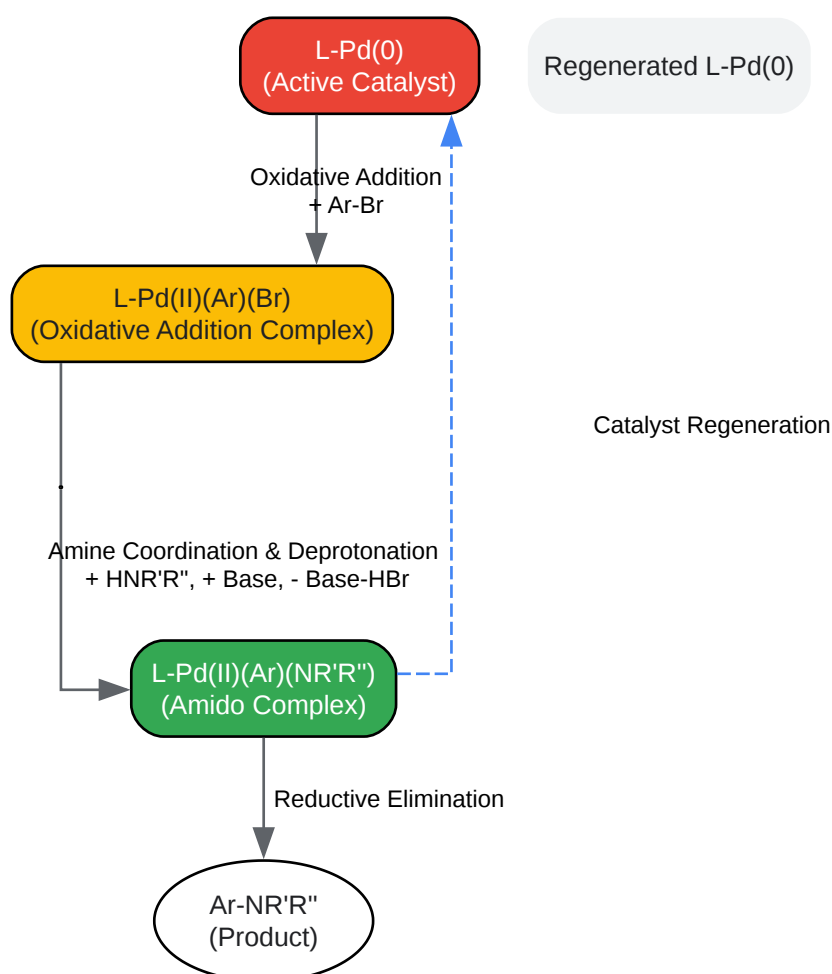 L-Pd(0)
(Active Catalyst)
Regenerated L-Pd(0)
Oxidative Addition
+ Ar-Br
L-Pd(II)(Ar)(Br)
(Oxidative Addition Complex)
Catalyst Regeneration
Amine Coordination & Deprotonation
+ HNR'R", + Base, - Base-HBr
L-Pd(II)(Ar)(NR'R")
(Amido Complex)
Reductive Elimination
Ar-NR'R"
(Product)